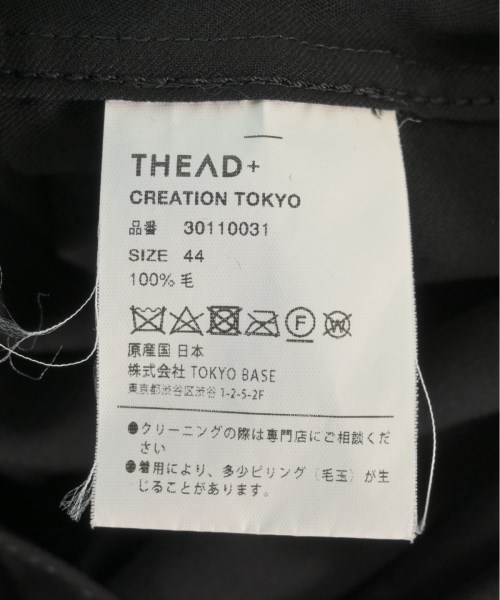 THEAD+
CREATION TOKYO
品番 30110031
SIZE 44
100% 毛
F W
原産国 日本
株式会社 TOKYO BASE
東京都渋谷区渋谷 1-2-5-2F
●クリーニングの際は専門店にご相談くだ
さい
●着用により、多少ピリング（毛玉）が生
じることがあります。